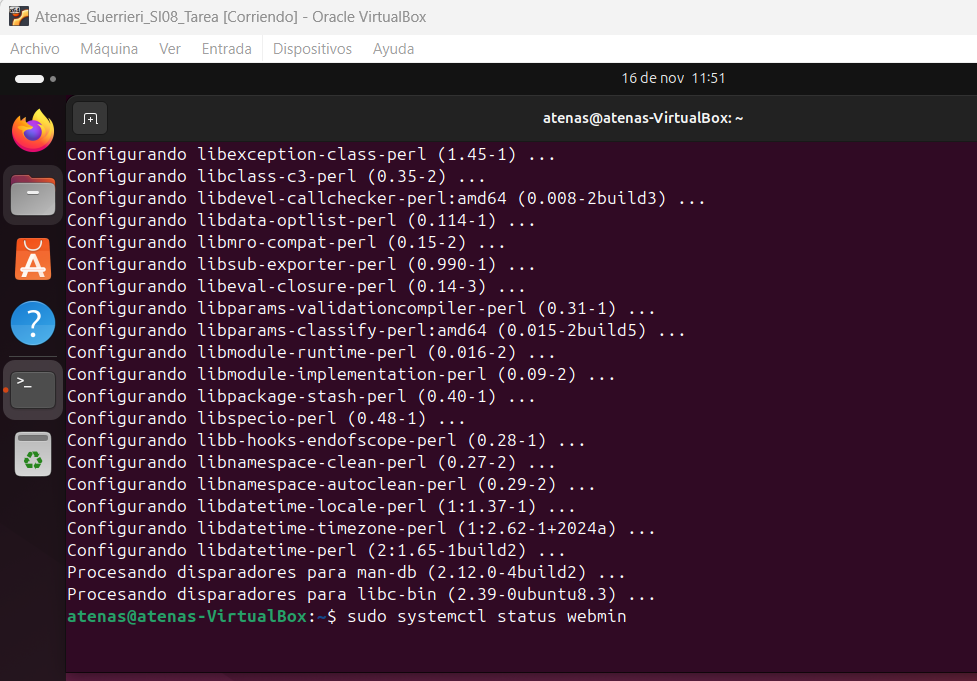 Atenas_Guerrieri_SI08_Tarea [Corriendo] - Oracle VirtualBox
Archivo Máquina Ver Entrada Dispositivos Ayuda
16 de nov 11:51
atenas@atenas-VirtualBox: ~
Configurando libexception-class-perl (1.45-1) ...
Configurando libclass-c3-perl (0.35-2) ...
Configurando libdevel-callchecker-perl:amd64 (0.008-2build3) ...
Configurando libdata-optlist-perl (0.114-1) ...
Configurando libmro-compat-perl (0.15-2) ...
Configurando libsub-exporter-perl (0.990-1) ...
Configurando libeval-closure-perl (0.14-3) ...
Configurando libparams-validationcompiler-perl (0.31-1) ...
Configurando libparams-classify-perl:amd64 (0.015-2build5) ...
Configurando libmodule-runtime-perl (0.016-2) ...
Configurando libmodule-implementation-perl (0.09-2) ...
Configurando libpackage-stash-perl (0.40-1) ...
Configurando libspecio-perl (0.48-1) ...
Configurando libb-hooks-endofscope-perl (0.28-1) ...
Configurando libnamespace-clean-perl (0.27-2) ...
Configurando libnamespace-autoclean-perl (0.29-2) ...
Configurando libdatetime-locale-perl (1:1.37-1) ...
Configurando libdatetime-timezone-perl (1:2.62-1+2024a) ...
Configurando libdatetime-perl (2:1.65-1build2) ...
Procesando disparadores para man-db (2.12.0-4build2) ...
Procesando disparadores para libc-bin (2.39-0ubuntu8.3) ...
atenas@atenas-VirtualBox:~$ sudo systemctl status webmin